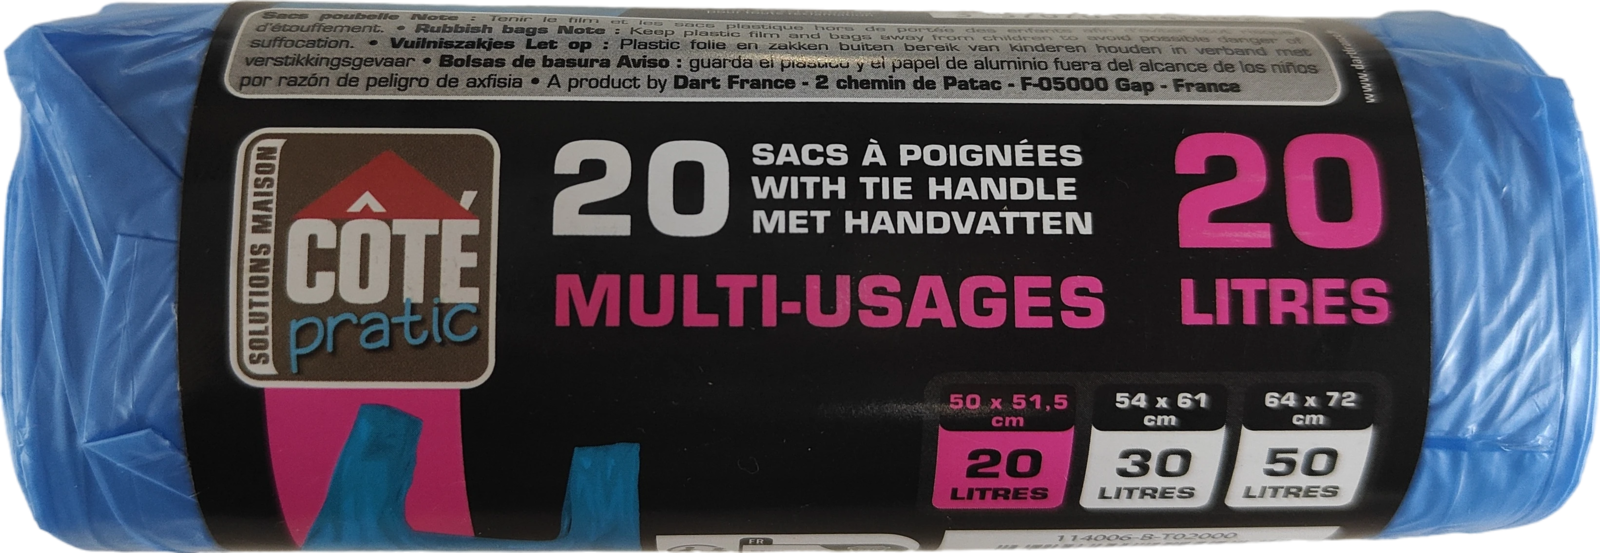 Sacs poubelle Note : Tenir le film et les sacs plastique hors de portée des enfants afin
d'étouffement. • Rubbish bags Note : Keep plastic film and bags away from children to avoid possible danger of
suffocation. • Vuilniszakjes Let op : Plastic folie en zakken buiten bereik van kinderen houden in verband met
verstikkingsgevaar • Bolsas de basura Aviso : guarda el plastico y el papel de aluminio fuera del alcance de los niños
por razón de peligro de axfisia • A product by Dart France - 2 chemin de Patac - F-05000 Gap - France
SOLUTIONS MAISON
CÔTÉ
pratic
20
SACS À POIGNÉES
WITH TIE HANDLE
MET HANDVATTEN
20
LITRES
MULTI-USAGES
50 x 51,5
cm
20
LITRES
54 x 61
cm
30
LITRES
64 x 72
cm
50
LITRES
FR
114006-B-T02000